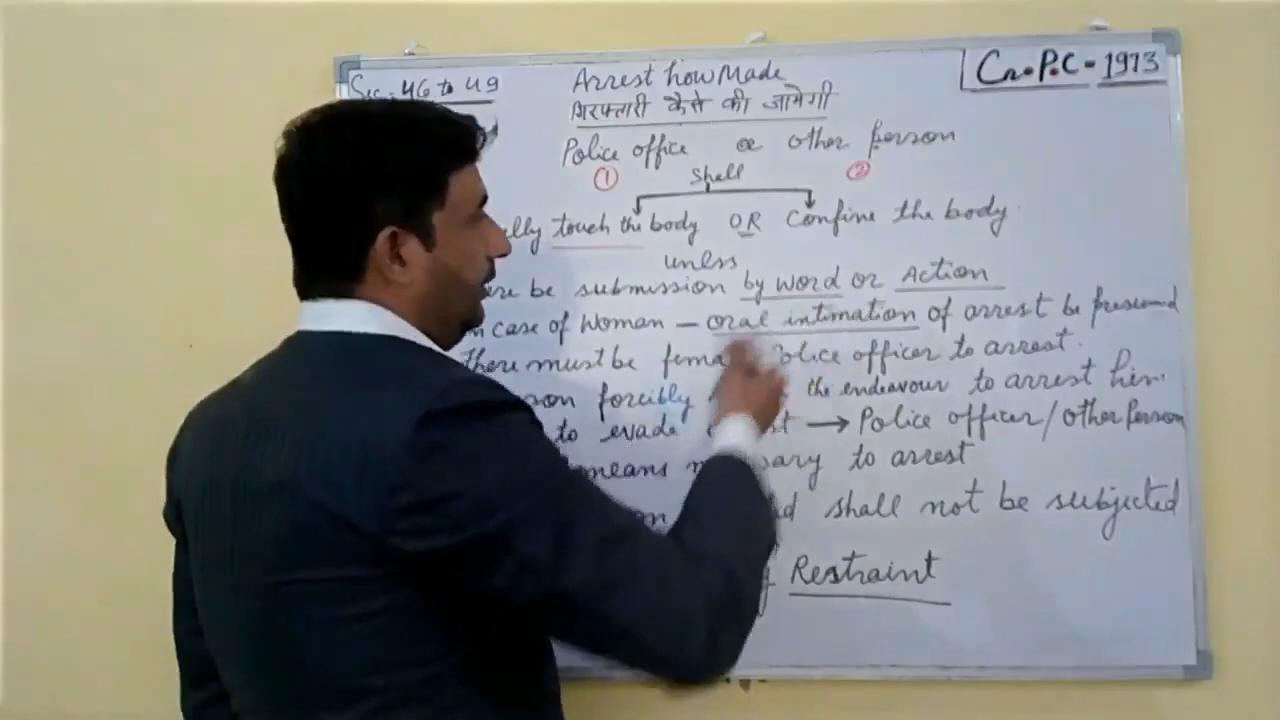 Sec. 46 to 49
Arrest how Made
Cr.P.C - 1973
गिरफ्तारी कैसे की जायेगी
Police office or other person
1 2
Shall
touch the body OR Confine the body
unless
be submission by word or Action
case of Woman — oral intimation of arrest be
there must be Police officer to arrest.
forcibly the endeavour to arrest him
to evade → Police officer / other person
means to arrest
shall not be subjected
Restraint